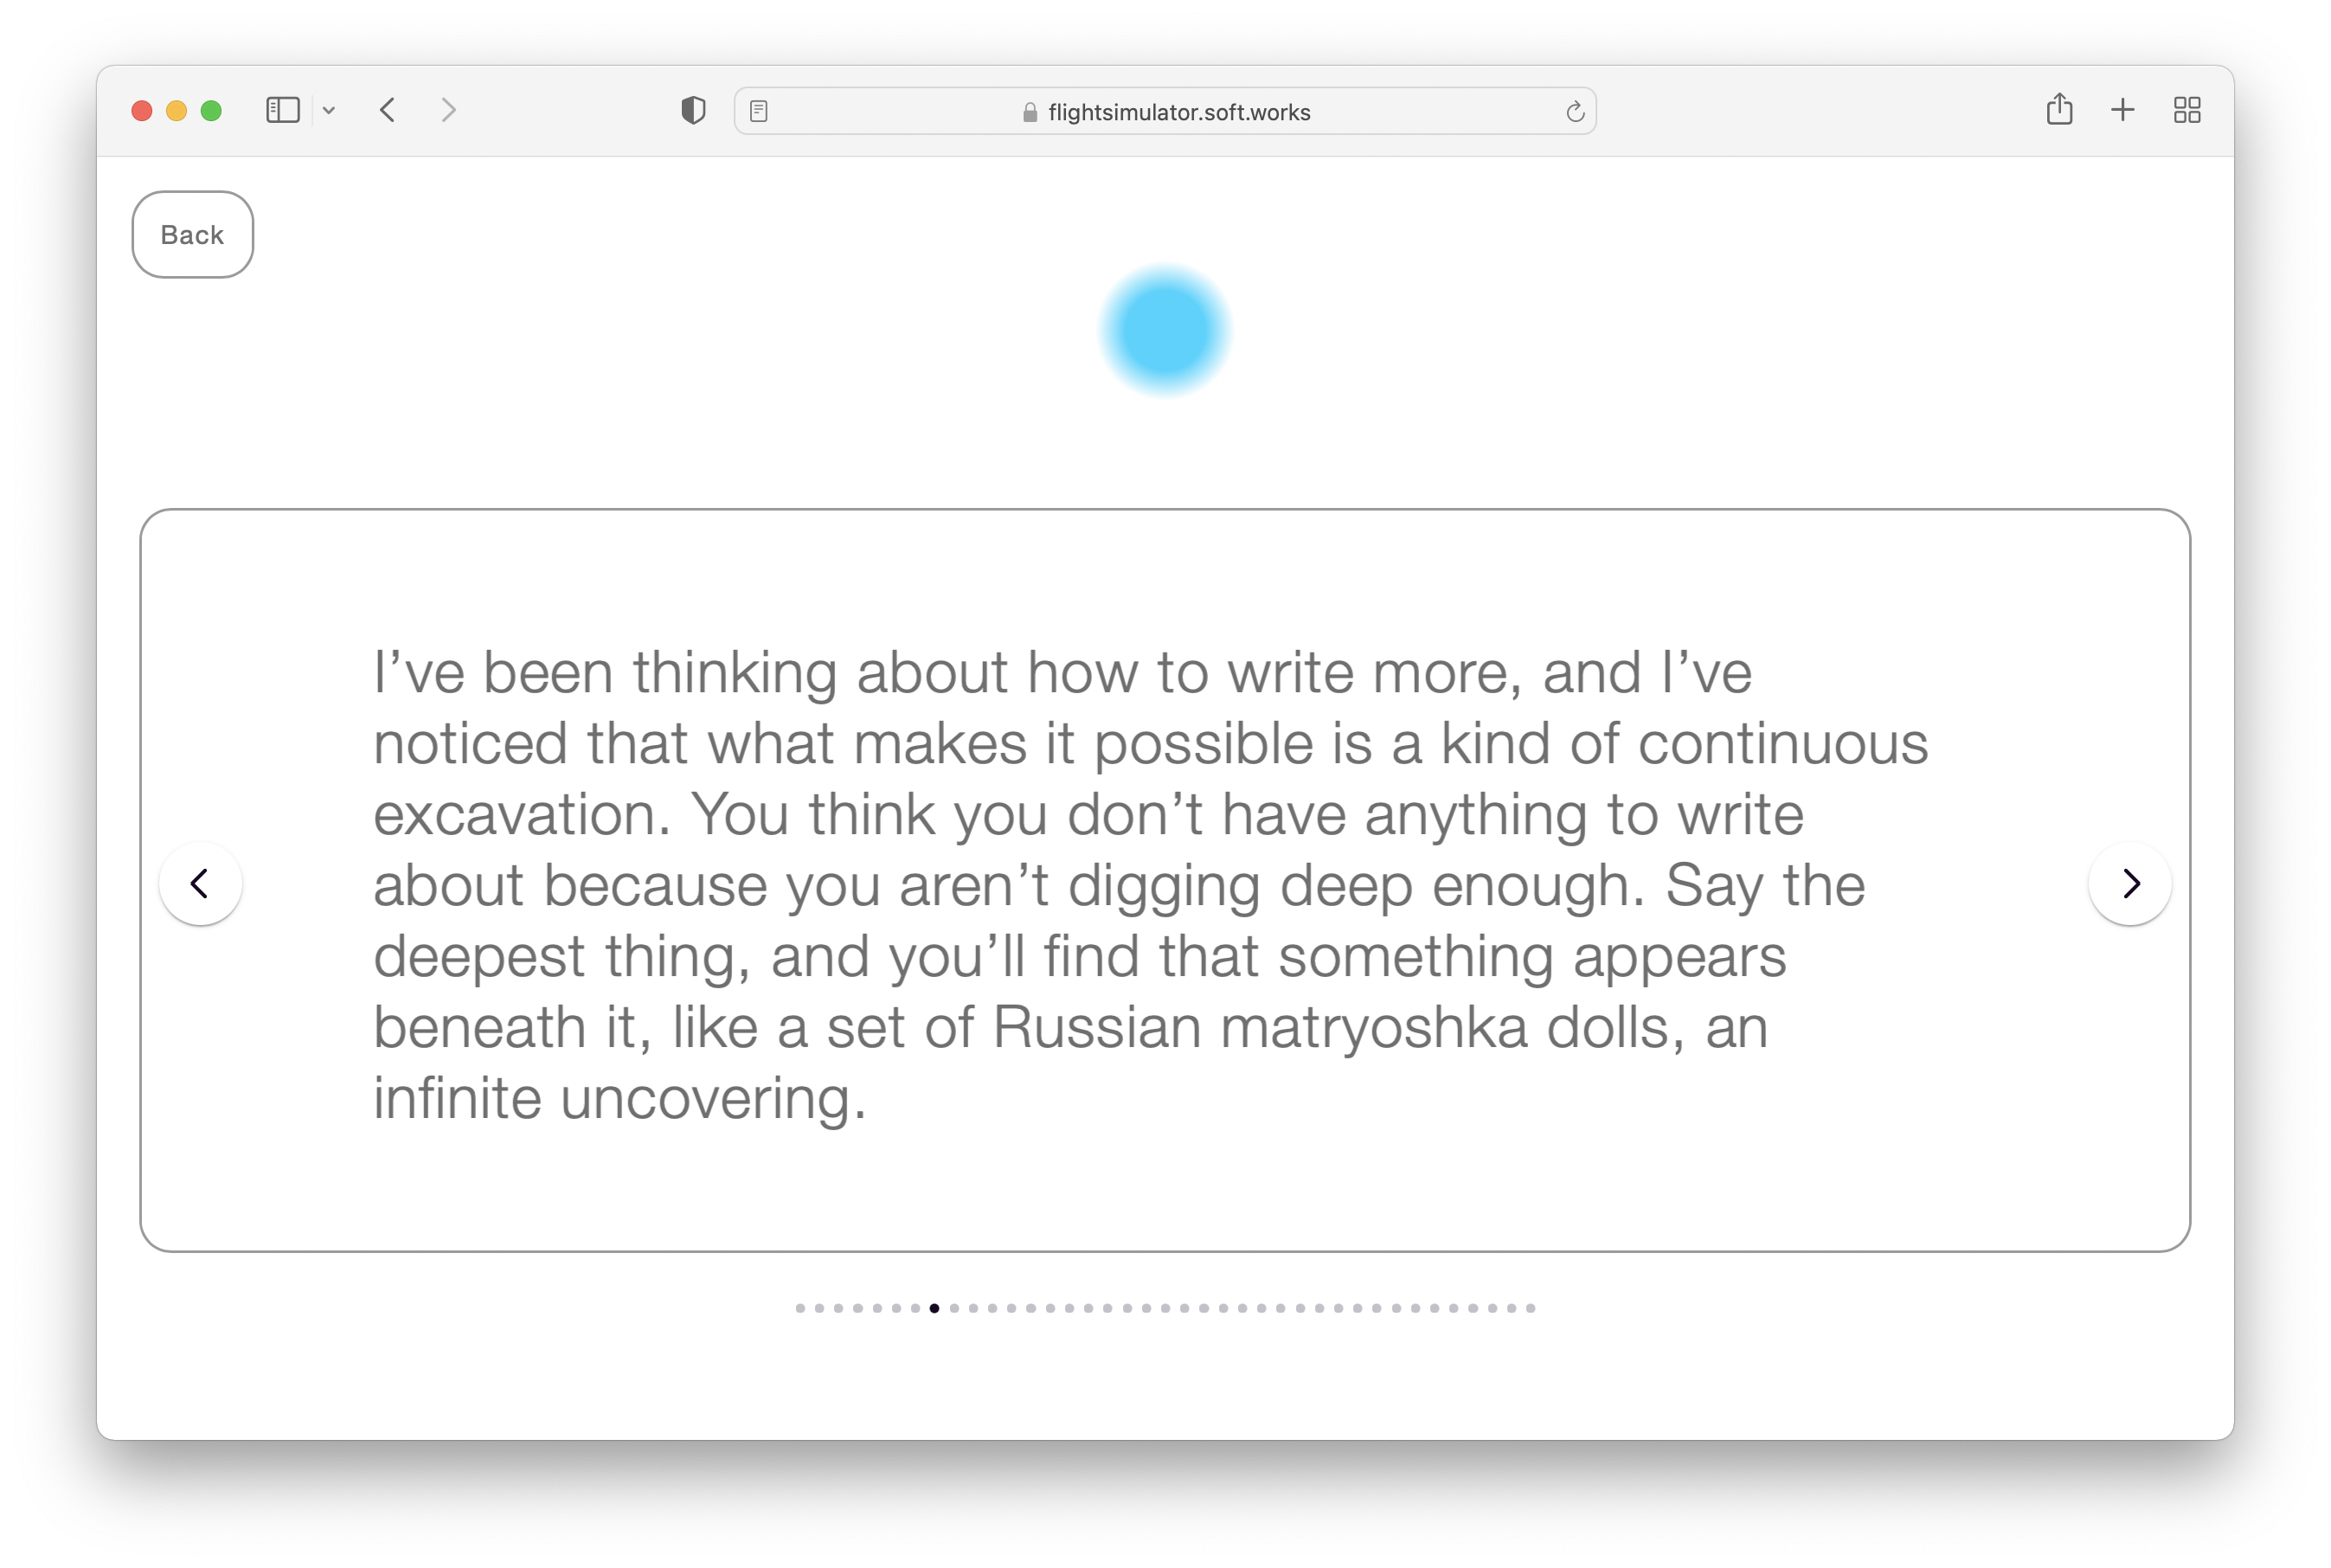 flightsimulator.soft.works
Back
I’ve been thinking about how to write more, and I’ve
noticed that what makes it possible is a kind of continuous
excavation. You think you don’t have anything to write
about because you aren’t digging deep enough. Say the
deepest thing, and you’ll find that something appears
beneath it, like a set of Russian matryoshka dolls, an
infinite uncovering.